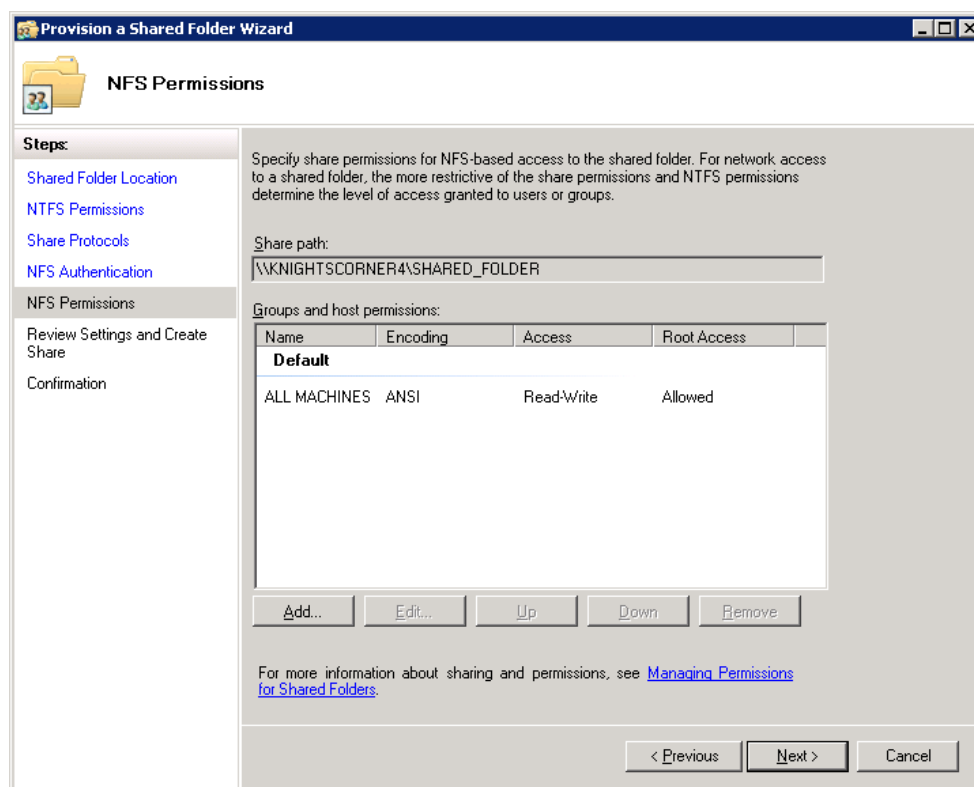 Provision a Shared Folder Wizard
NFS Permissions
Steps:
Shared Folder Location
NTFS Permissions
Share Protocols
NFS Authentication
NFS Permissions
Review Settings and Create
Share
Confirmation
Specify share permissions for NFS-based access to the shared folder. For network access
to a shared folder, the more restrictive of the share permissions and NTFS permissions
determine the level of access granted to users or groups.
Share path:
\\KNIGHTSCORNER4\SHARED_FOLDER
Groups and host permissions:
Name Encoding Access Root Access
Default
ALL MACHINES ANSI Read-Write Allowed
Add... Edit... Up Down Remove
For more information about sharing and permissions, see Managing Permissions
for Shared Folders.
< Previous Next > Cancel